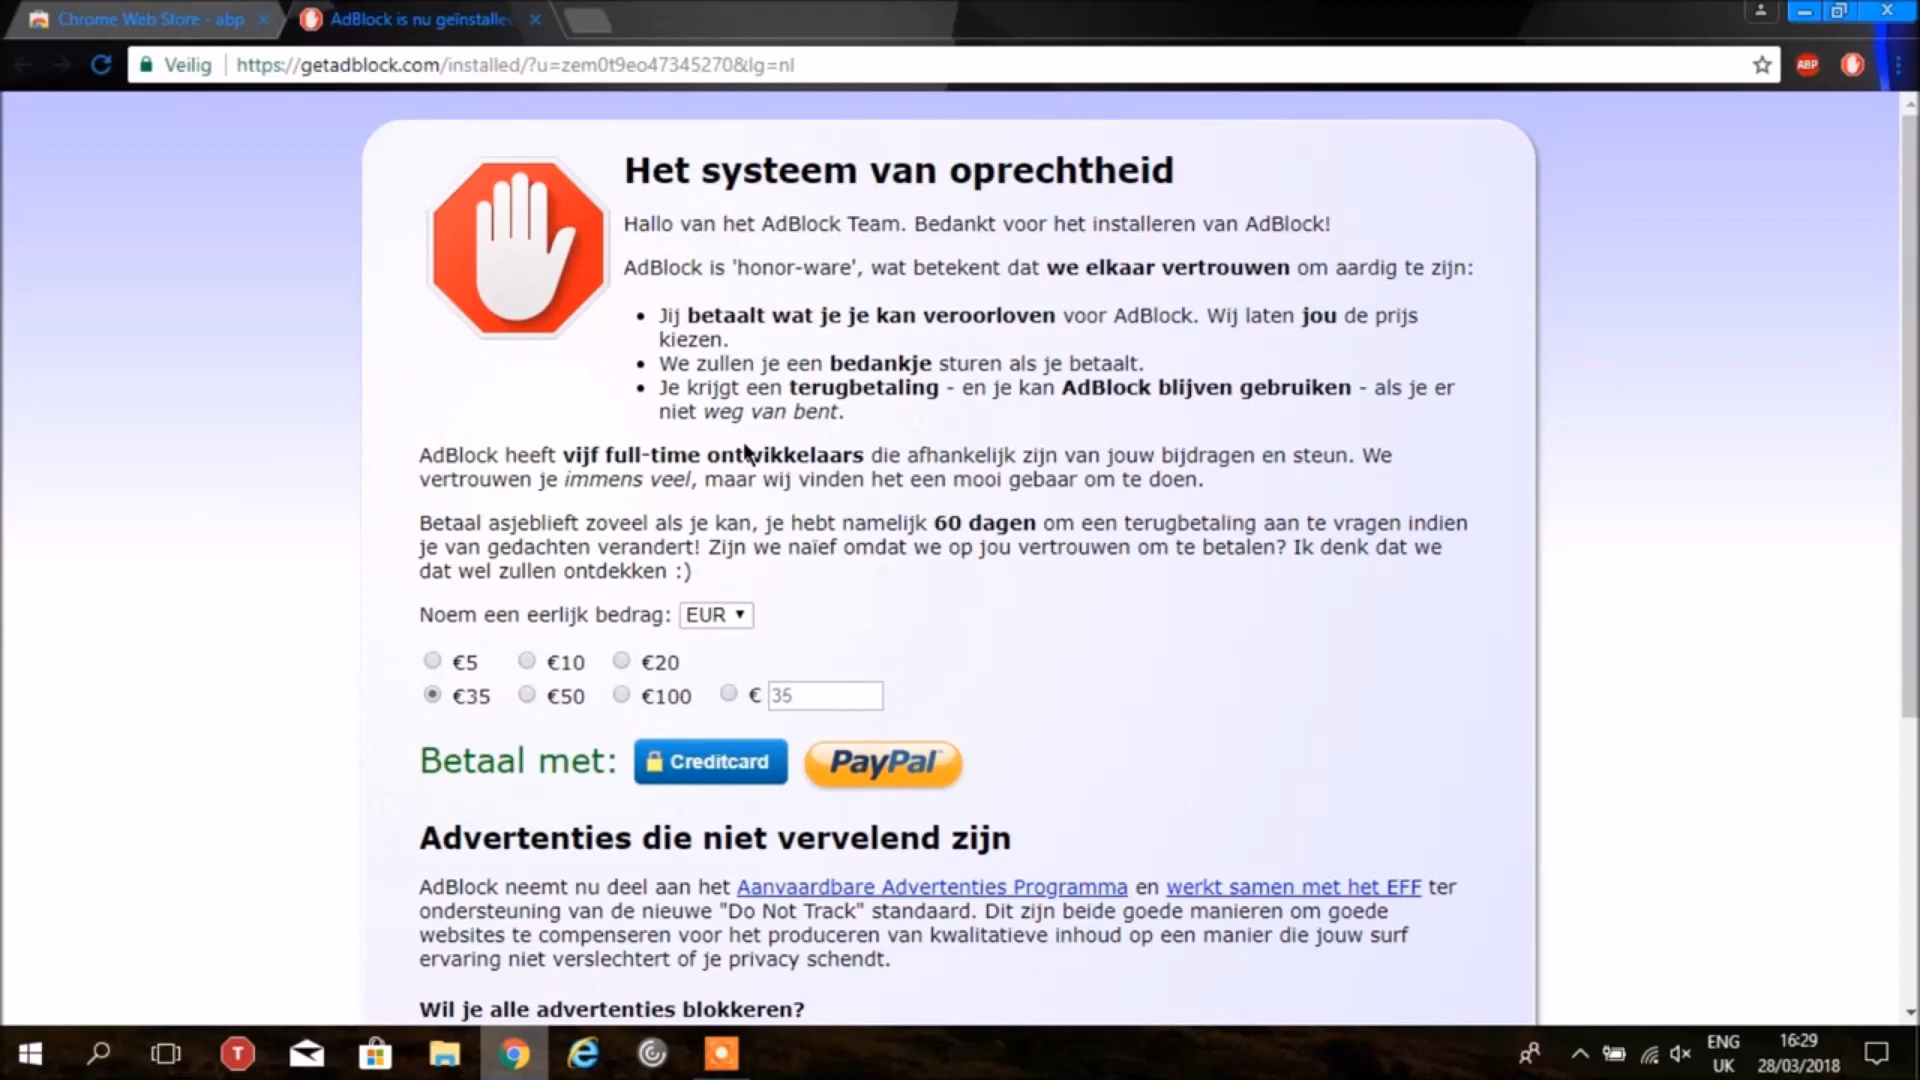 Chrome Web Store - abp
AdBlock is nu geïnstalle
Veilig https://getadblock.com/installed/?u=zem0t9eo47345270&lg=nl
ABP
Het systeem van oprechtheid
Hallo van het AdBlock Team. Bedankt voor het installeren van AdBlock!
AdBlock is 'honor-ware', wat betekent dat we elkaar vertrouwen om aardig te zijn:
• Jij betaalt wat je je kan veroorloven voor AdBlock. Wij laten jou de prijs
kiezen.
• We zullen je een bedankje sturen als je betaalt.
• Je krijgt een terugbetaling - en je kan AdBlock blijven gebruiken - als je er
niet weg van bent.
AdBlock heeft vijf full-time ontwikkelaars die afhankelijk zijn van jouw bijdragen en steun. We
vertrouwen je immens veel, maar wij vinden het een mooi gebaar om te doen.
Betaal asjeblieft zoveel als je kan, je hebt namelijk 60 dagen om een terugbetaling aan te vragen indien
je van gedachten verandert! Zijn we naïef omdat we op jou vertrouwen om te betalen? Ik denk dat we
dat wel zullen ontdekken :)
Noem een eerlijk bedrag: EUR
€5 €10 €20
€35 €50 €100 € 35
Betaal met: Creditcard PayPal
Advertenties die niet vervelend zijn
AdBlock neemt nu deel aan het Aanvaardbare Advertenties Programma en werkt samen met het EFF ter
ondersteuning van de nieuwe "Do Not Track" standaard. Dit zijn beide goede manieren om goede
websites te compenseren voor het produceren van kwalitatieve inhoud op een manier die jouw surf
ervaring niet verslechtert of je privacy schendt.
Wil je alle advertenties blokkeren?
T
ENG
UK
16:29
28/03/2018